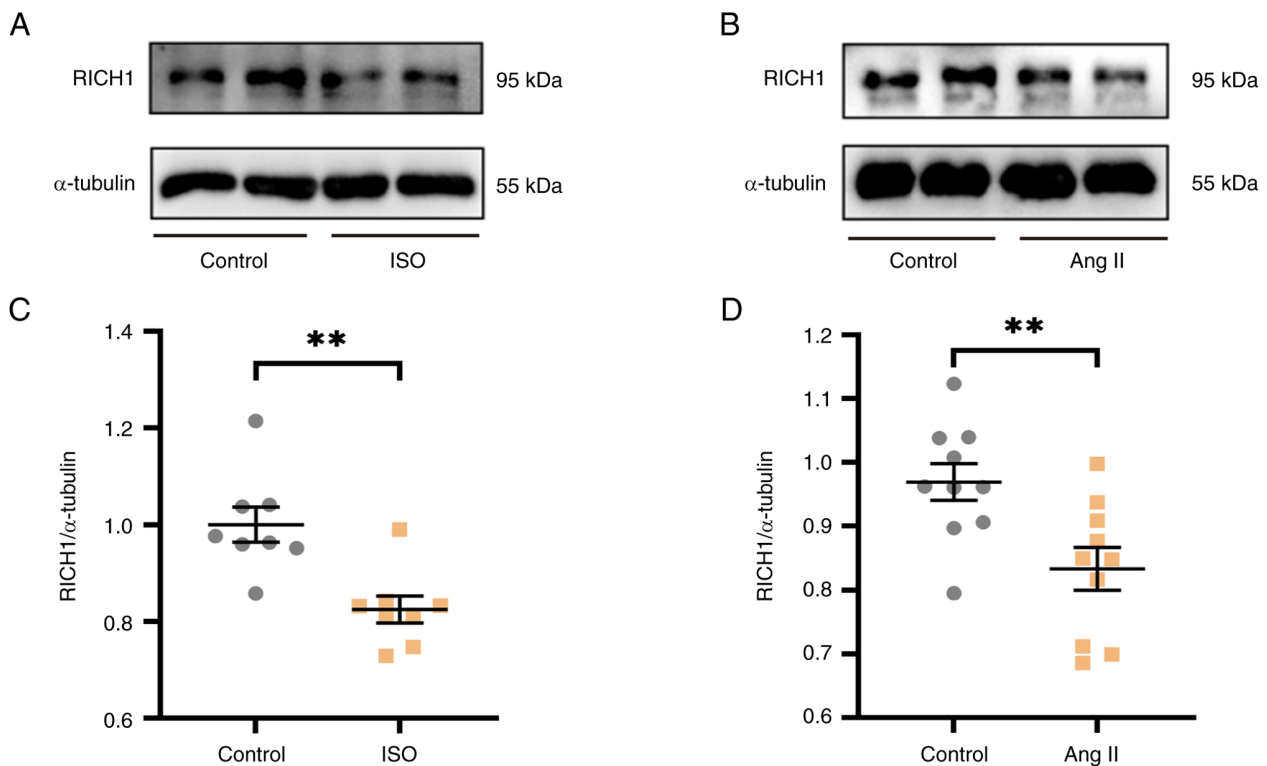 A
RICH1
95 kDa
α-tubulin
55 kDa
Control
ISO
B
RICH1
95 kDa
α-tubulin
55 kDa
Control
Ang II
C
1.4
1.2
1.0
0.8
0.6
RICH1/α-tubulin
**
Control
ISO
D
1.2
1.1
1.0
0.9
0.8
0.7
0.6
RICH1/α-tubulin
**
Control
Ang II